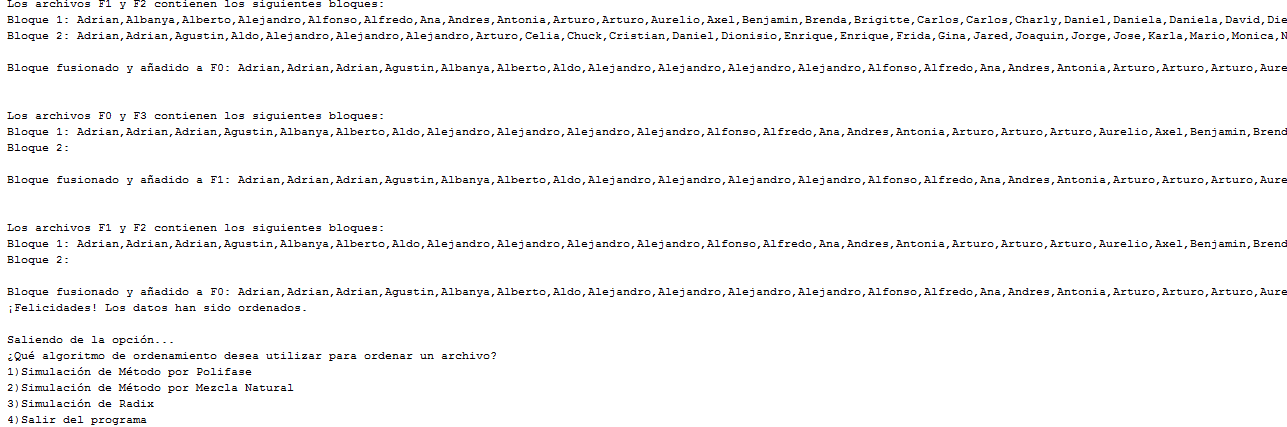 Los archivos F1 y F2 contienen los siguientes bloques:
Bloque 1: Adrian,Albanya,Alberto,Alejandro,Alfonso,Alfredo,Ana,Andres,Antonia,Arturo,Arturo,Aurelio,Axel,Benjamin,Brenda,Brigitte,Carlos,Carlos,Charly,Daniel,Daniela,Daniela,David,Die
Bloque 2: Adrian,Adrian,Agustin,Aldo,Alejandro,Alejandro,Alejandro,Arturo,Celia,Chuck,Cristian,Daniel,Dionisio,Enrique,Enrique,Frida,Gina,Jared,Joaquin,Jorge,Jose,Karla,Mario,Monica,N
Bloque fusionado y añadido a F0: Adrian,Adrian,Adrian,Agustin,Albanya,Alberto,Aldo,Alejandro,Alejandro,Alejandro,Alejandro,Alfonso,Alfredo,Ana,Andres,Antonia,Arturo,Arturo,Arturo,Aure
Los archivos F0 y F3 contienen los siguientes bloques:
Bloque 1: Adrian,Adrian,Adrian,Agustin,Albanya,Alberto,Aldo,Alejandro,Alejandro,Alejandro,Alejandro,Alfonso,Alfredo,Ana,Andres,Antonia,Arturo,Arturo,Arturo,Aurelio,Axel,Benjamin,Brend
Bloque 2:
Bloque fusionado y añadido a F1: Adrian,Adrian,Adrian,Agustin,Albanya,Alberto,Aldo,Alejandro,Alejandro,Alejandro,Alejandro,Alfonso,Alfredo,Ana,Andres,Antonia,Arturo,Arturo,Arturo,Aure
Los archivos F1 y F2 contienen los siguientes bloques:
Bloque 1: Adrian,Adrian,Adrian,Agustin,Albanya,Alberto,Aldo,Alejandro,Alejandro,Alejandro,Alejandro,Alfonso,Alfredo,Ana,Andres,Antonia,Arturo,Arturo,Arturo,Aurelio,Axel,Benjamin,Brend
Bloque 2:
Bloque fusionado y añadido a F0: Adrian,Adrian,Adrian,Agustin,Albanya,Alberto,Aldo,Alejandro,Alejandro,Alejandro,Alejandro,Alfonso,Alfredo,Ana,Andres,Antonia,Arturo,Arturo,Arturo,Aure
¡Felicidades! Los datos han sido ordenados.
Saliendo de la opción...
¿Qué algoritmo de ordenamiento desea utilizar para ordenar un archivo?
1)Simulación de Método por Polifase
2)Simulación de Método por Mezcla Natural
3)Simulación de Radix
4)Salir del programa